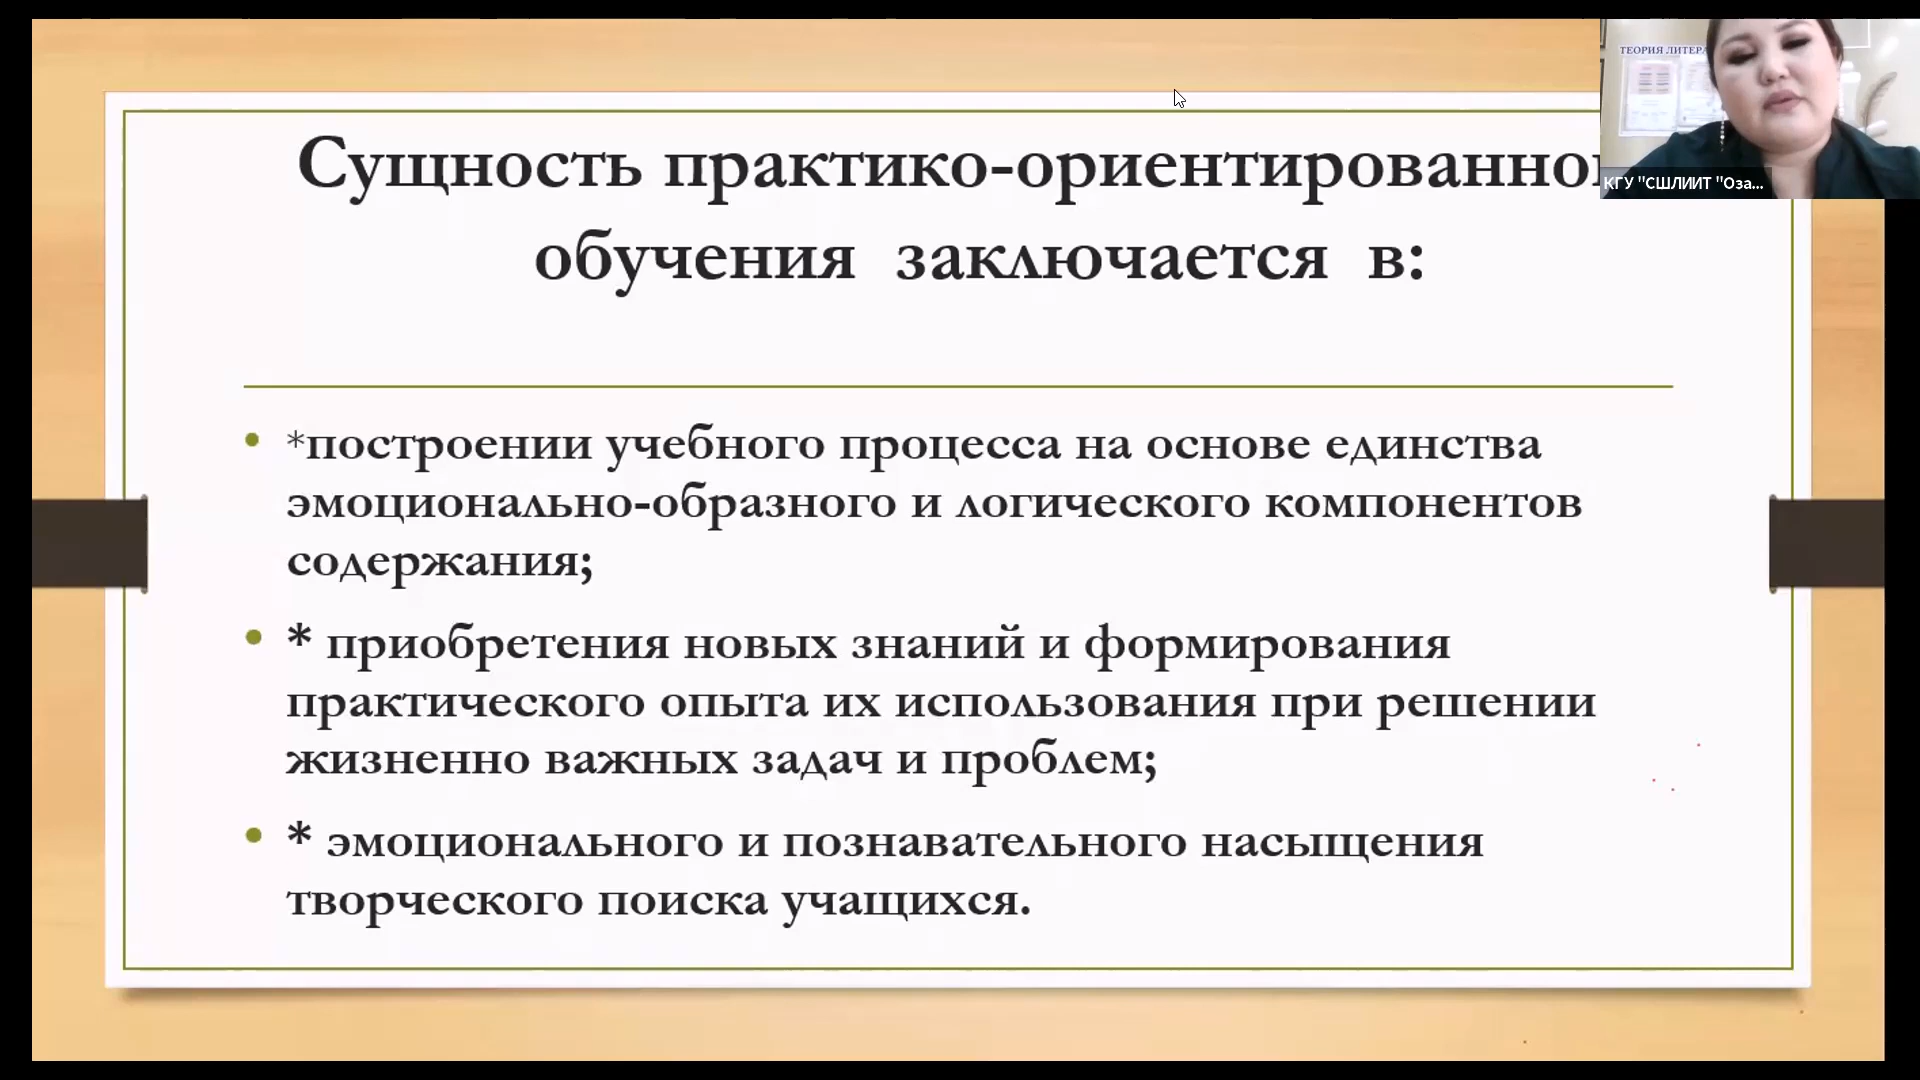 ТЕОРИЯ ЛИТЕРА
Сущность практико-ориентированно
КГУ "СШЛИИТ "Оза...
обучения заключается в:
• *построении учебного процесса на основе единства
эмоционально-образного и логического компонентов
содержания;
• * приобретения новых знаний и формирования
практического опыта их использования при решении
жизненно важных задач и проблем;
• * эмоционального и познавательного насыщения
творческого поиска учащихся.